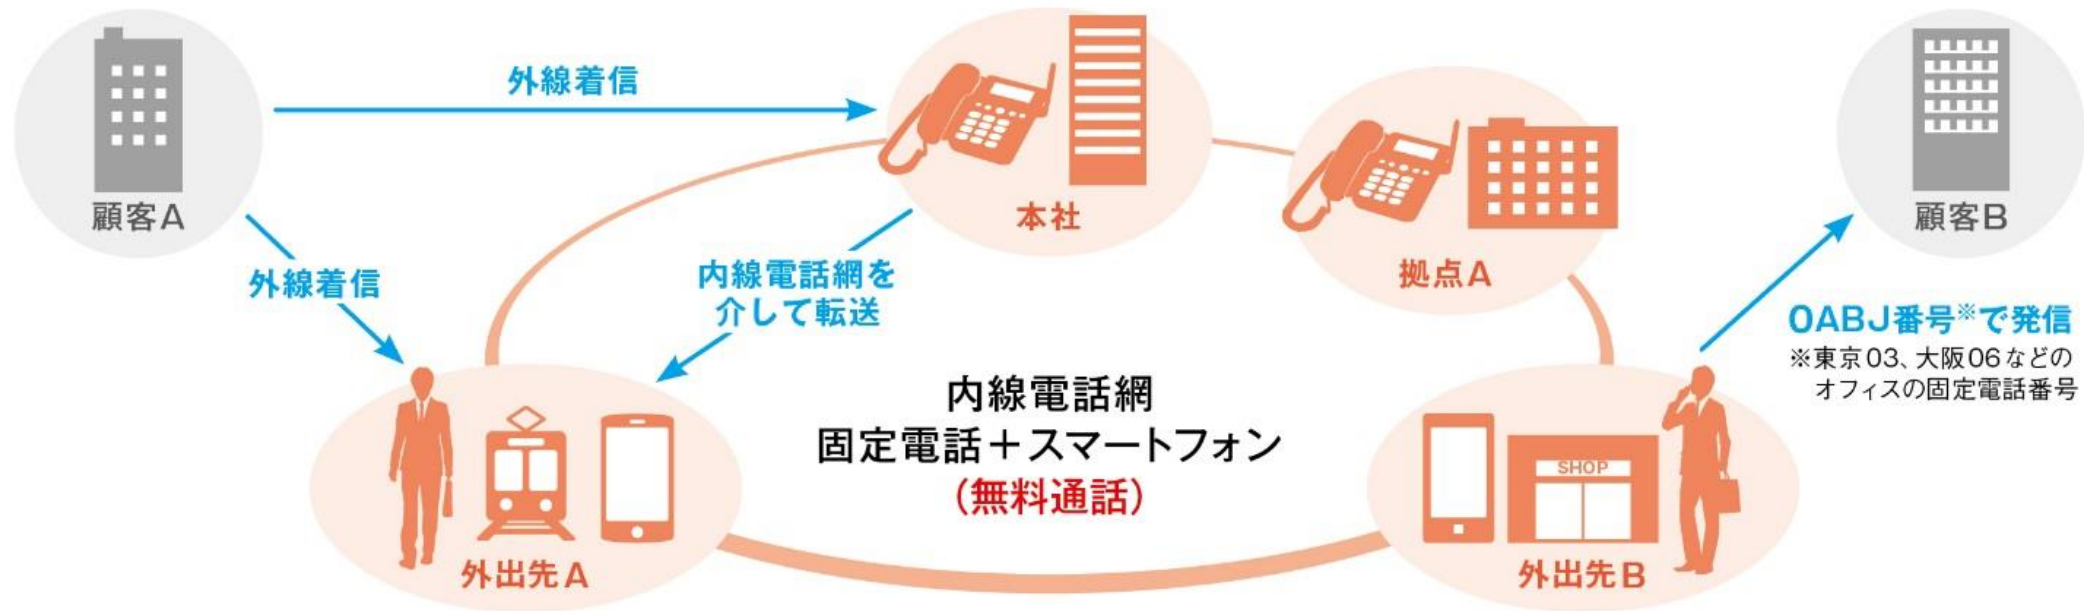 顧客A
外線着信
外線着信
本社
内線電話網を
介して転送
拠点A
顧客B
0ABJ番号※で発信
※東京03、大阪06などの
オフィスの固定電話番号
内線電話網
固定電話＋スマートフォン
（無料通話）
外出先A
SHOP
外出先B